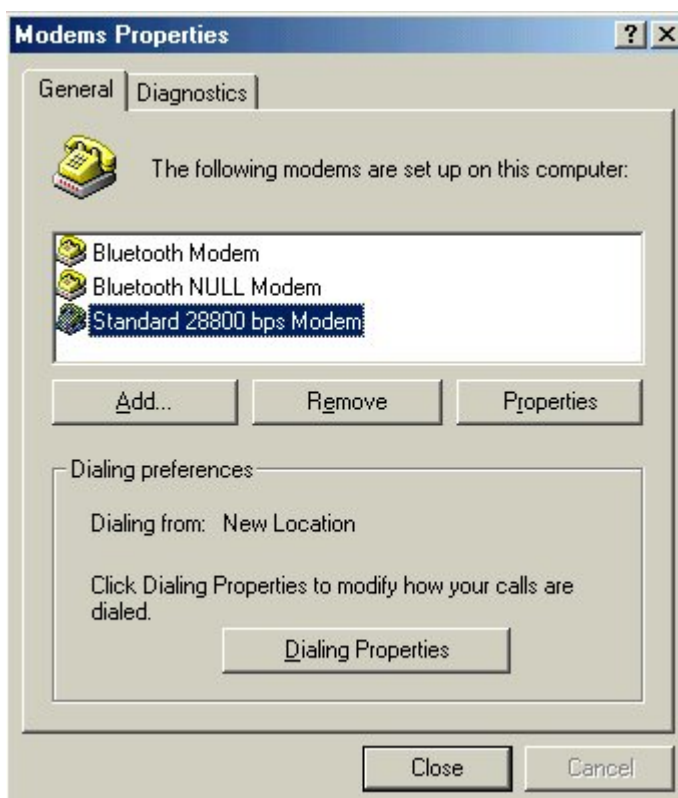 Modems Properties
General
Diagnostics
The following modems are set up on this computer:
Bluetooth Modem
Bluetooth NULL Modem
Standard 28800 bps Modem
Add...
Remove
Properties
Dialing preferences
Dialing from: New Location
Click Dialing Properties to modify how your calls are
dialed.
Dialing Properties
Close
Cancel